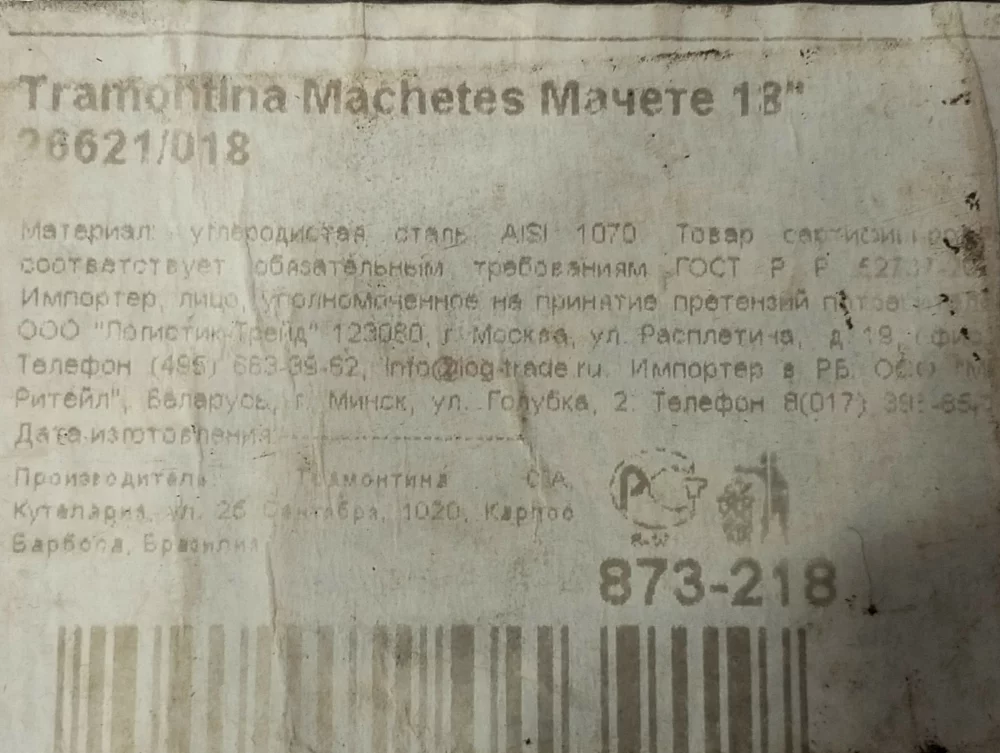 Tramontina Machetes Мачете 18"
26621/018
Материал: углеродистая сталь AISI 1070 Товар
соответствует обязательным требованиям ГОСТ Р Р
Импортер, лицо, уполномоченное на принятие претензий
ООО "Логистик-Трейд" 123060, г. Москва, ул. Расплетина, д 19,
Телефон (495) 663-39-62, info@log-trade.ru. Импортер в РБ: ООО
Ритейл", Беларусь, г. Минск, ул. Голубка, 2. Телефон 8(017)
Дата изготовления:
Производитель: Трамонтина С.А.
Кутелария, ул. 25 Сентября, 1020, Карлос
Барбоса, Бразилия
РСТ
873-218